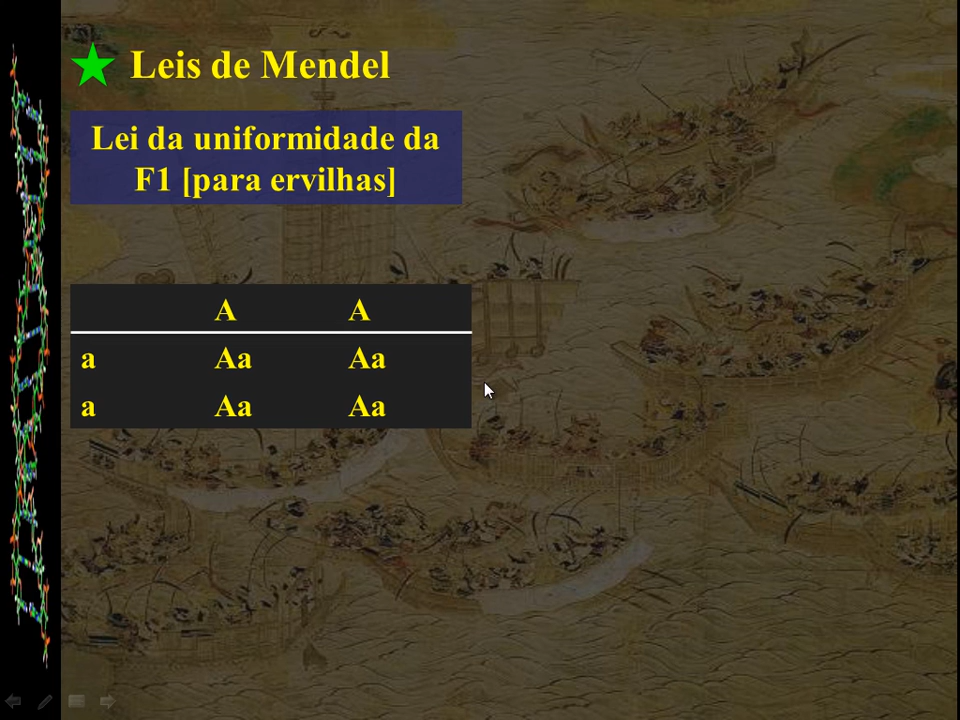 Leis de Mendel
Lei da uniformidade da
F1 [para ervilhas]
A A
a Aa Aa
a Aa Aa